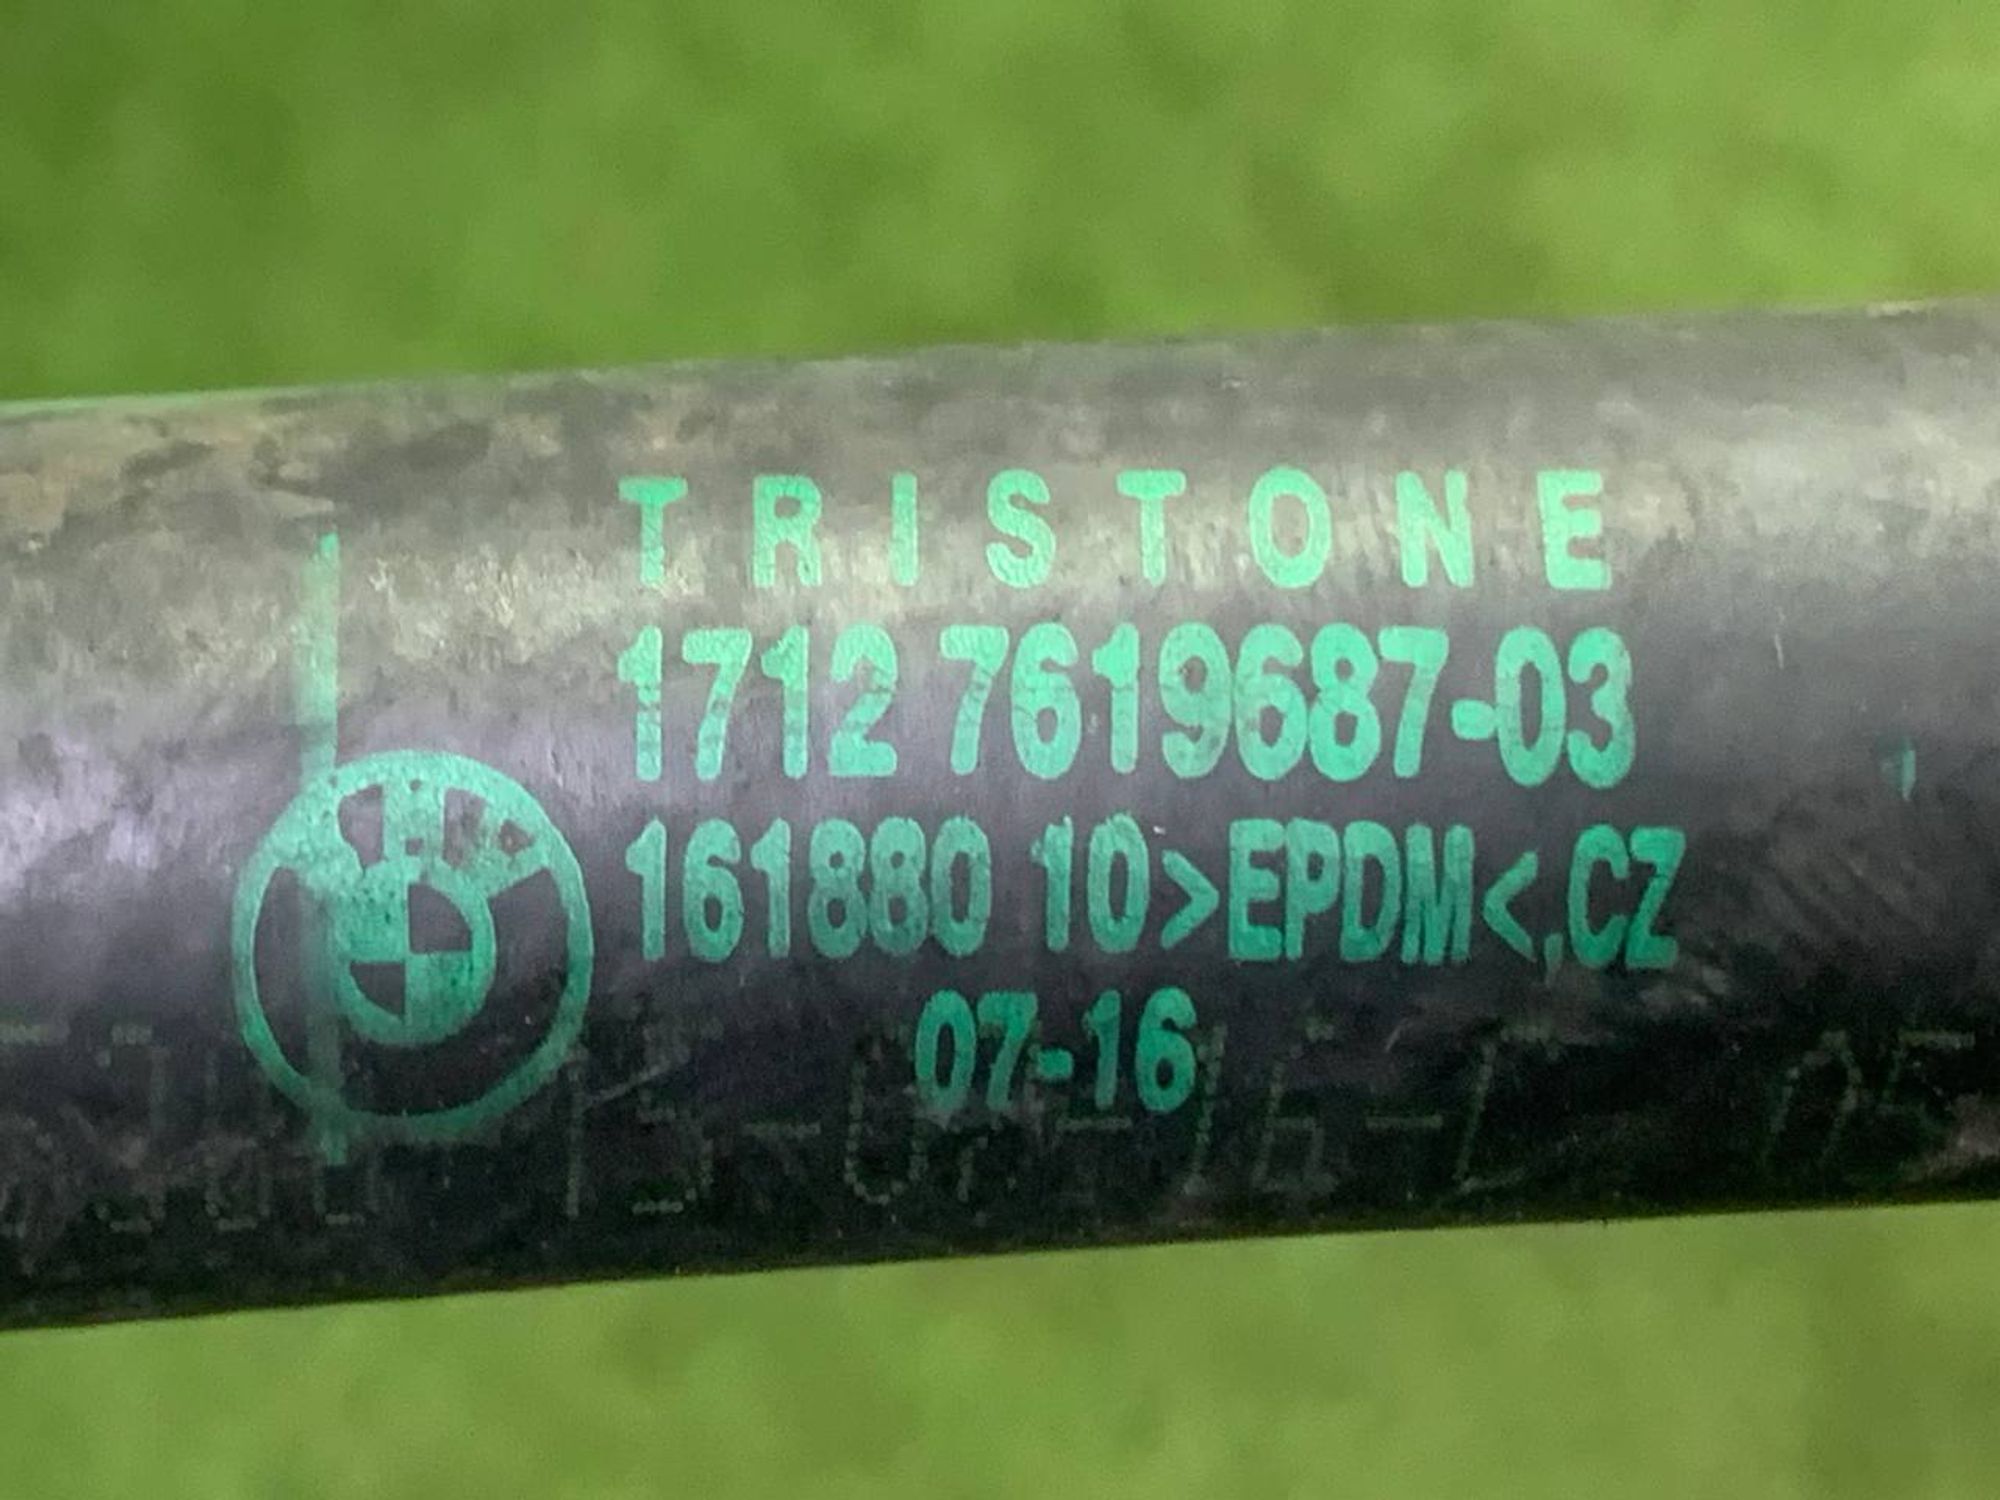 TRISTONE
1712 7619687-03
161880 10>EPDM<,CZ
07-16